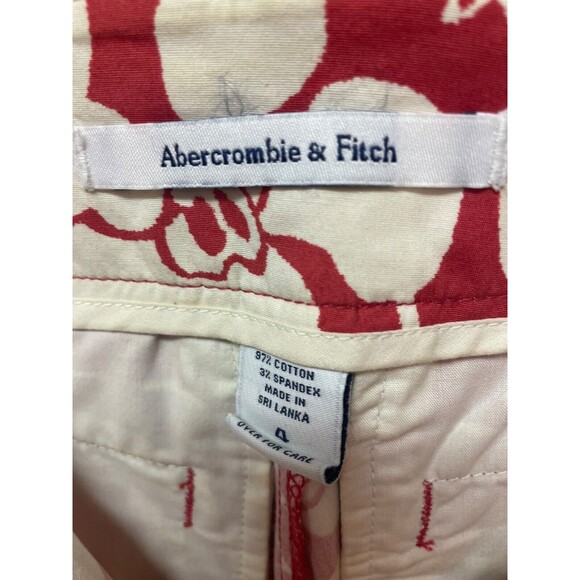 Abercrombie & Fitch
97% COTTON
3% SPANDEX
MADE IN
SRI LANKA
4
OVER FOR CARE